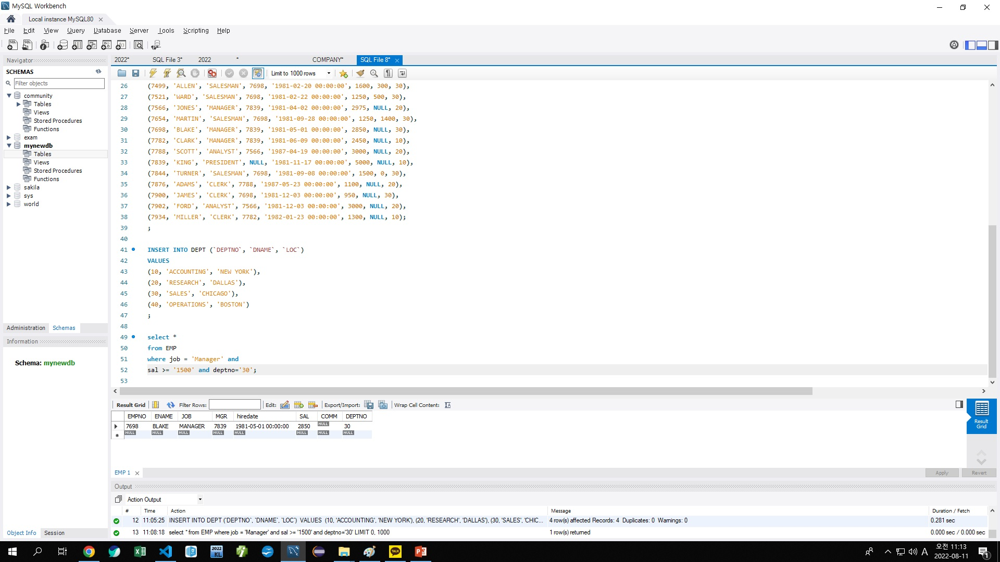 MySQL Workbench
Local instance MySQL80
File Edit View Query Database Server Tools Scripting Help
Navigator
SCHEMAS
Filter objects
community
Tables
Views
Stored Procedures
Functions
exam
mynewdb
Tables
Views
Stored Procedures
Functions
sakila
sys
world
Administration Schemas
Information
Schema: mynewdb
Object Info Session
2022* SQL File 3* 2022 * COMPANY* SQL File 8*
Limit to 1000 rows
26 (7499, 'ALLEN', 'SALESMAN', 7698, '1981-02-20 00:00:00', 1600, 300, 30),
27 (7521, 'WARD', 'SALESMAN', 7698, '1981-02-22 00:00:00', 1250, 500, 30),
28 (7566, 'JONES', 'MANAGER', 7839, '1981-04-02 00:00:00', 2975, NULL, 20),
29 (7654, 'MARTIN', 'SALESMAN', 7698, '1981-09-28 00:00:00', 1250, 1400, 30),
30 (7698, 'BLAKE', 'MANAGER', 7839, '1981-05-01 00:00:00', 2850, NULL, 30),
31 (7782, 'CLARK', 'MANAGER', 7839, '1981-06-09 00:00:00', 2450, NULL, 10),
32 (7788, 'SCOTT', 'ANALYST', 7566, '1987-04-19 00:00:00', 3000, NULL, 20),
33 (7839, 'KING', 'PRESIDENT', NULL, '1981-11-17 00:00:00', 5000, NULL, 10),
34 (7844, 'TURNER', 'SALESMAN', 7698, '1981-09-08 00:00:00', 1500, 0, 30),
35 (7876, 'ADAMS', 'CLERK', 7788, '1987-05-23 00:00:00', 1100, NULL, 20),
36 (7900, 'JAMES', 'CLERK', 7698, '1981-12-03 00:00:00', 950, NULL, 30),
37 (7902, 'FORD', 'ANALYST', 7566, '1981-12-03 00:00:00', 3000, NULL, 20),
38 (7934, 'MILLER', 'CLERK', 7782, '1982-01-23 00:00:00', 1300, NULL, 10);
39 ;
40
41 INSERT INTO DEPT (`DEPTNO`, `DNAME`, `LOC`)
42 VALUES
43 (10, 'ACCOUNTING', 'NEW YORK'),
44 (20, 'RESEARCH', 'DALLAS'),
45 (30, 'SALES', 'CHICAGO'),
46 (40, 'OPERATIONS', 'BOSTON')
47 ;
48
49 select *
50 from EMP
51 where job = 'Manager' and
52 sal >= '1500' and deptno='30';
53
Result Grid Filter Rows: Edit: Export/Import: Wrap Cell Content:
EMPNO ENAME JOB MGR hiredate SAL COMM DEPTNO
7698 BLAKE MANAGER 7839 1981-05-01 00:00:00 2850 NULL 30
NULL NULL NULL NULL NULL NULL NULL NULL
Result Grid
EMP 1
Apply Revert
Output
Action Output
# Time Action Message Duration / Fetch
12 11:05:25 INSERT INTO DEPT (`DEPTNO`, `DNAME`, `LOC`) VALUES (10, 'ACCOUNTING', 'NEW YORK'), (20, 'RESEARCH', 'DALLAS'), (30, 'SALES', 'CHIC... 4 row(s) affected Records: 4 Duplicates: 0 Warnings: 0 0.281 sec
13 11:08:18 select * from EMP where job = 'Manager' and sal >= '1500' and deptno='30' LIMIT 0, 1000 1 row(s) returned 0.000 sec / 0.000 sec
2022 KL
TALK
A
오전 11:13
2022-08-11
1